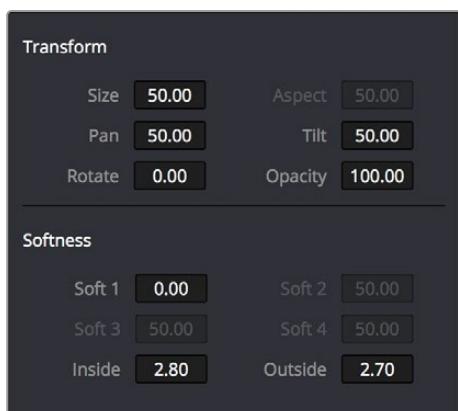 Transform
Size 50.00 Aspect 50.00
Pan 50.00 Tilt 50.00
Rotate 0.00 Opacity 100.00
Softness
Soft 1 0.00 Soft 2 50.00
Soft 3 50.00 Soft 4 50.00
Inside 2.80 Outside 2.70